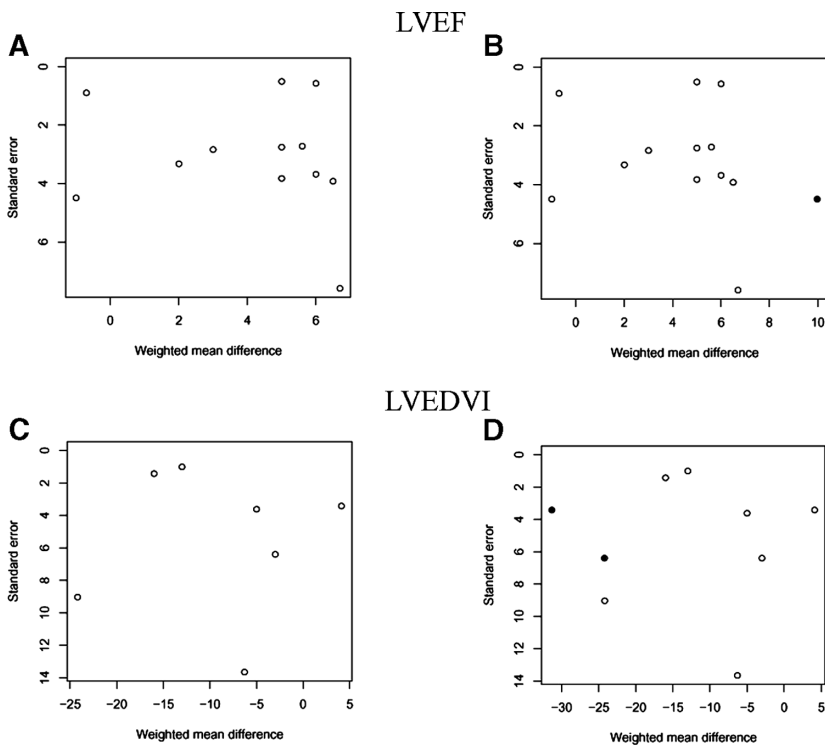 LVEF
A
B
0
2
4
6
Standard error
0 2 4 6
Weighted mean difference
0
2
4
6
Standard error
0 2 4 6 8 10
Weighted mean difference
LVEDVI
C
D
0
2
4
6
8
10
12
14
Standard error
−25 −20 −15 −10 −5 0 5
Weighted mean difference
0
2
4
6
8
10
12
14
Standard error
−30 −25 −20 −15 −10 −5 0 5
Weighted mean difference